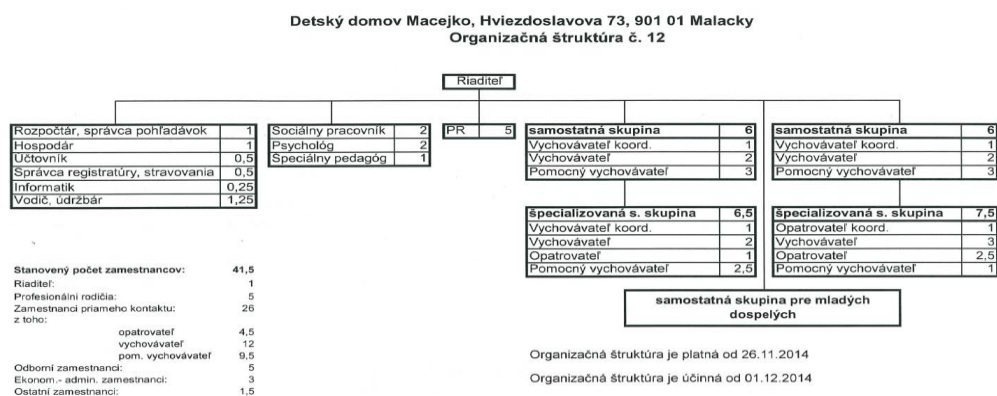 Detský domov Macejko, Hviezdoslavova 73, 901 01 Malacky
Organizačná štruktúra č. 12
Riaditeľ
Rozpočtár, správca pohľadávok 1
Hospodár 1
Účtovník 0,5
Správca registratúry, stravovania 0,5
Informatik 0,25
Vodič, údržbár 1,25
Sociálny pracovník 2
Psychológ 2
Špeciálny pedagóg 1
PR 5
samostatná skupina 6
Vychovávateľ koord. 1
Vychovávateľ 2
Pomocný vychovávateľ 3
samostatná skupina 6
Vychovávateľ koord. 1
Vychovávateľ 2
Pomocný vychovávateľ 3
špecializovaná s. skupina 6,5
Vychovávateľ koord. 1
Vychovávateľ 2
Opatrovateľ 1
Pomocný vychovávateľ 2,5
špecializovaná s. skupina 7,5
Opatrovateľ koord. 1
Vychovávateľ 3
Opatrovateľ 2,5
Pomocný vychovávateľ 1
samostatná skupina pre mladých
dospelých
Stanovený počet zamestnancov: 41,5
Riaditeľ: 1
Profesionálni rodičia: 5
Zamestnanci priameho kontaktu: 26
z toho:
opatrovateľ 4,5
vychovávateľ 12
pom. vychovávateľ 9,5
Odborní zamestnanci: 5
Ekonom.- admin. zamestnanci: 3
Ostatní zamestnanci: 1,5
Organizačná štruktúra je platná od 26.11.2014
Organizačná štruktúra je účinná od 01.12.2014